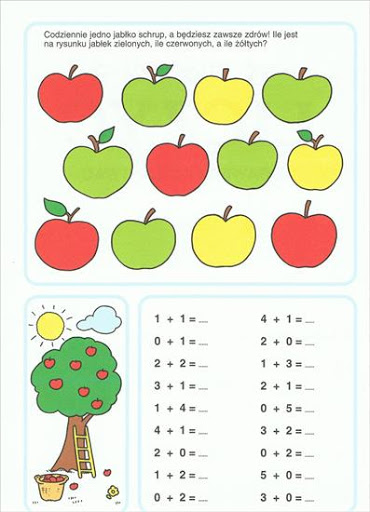 Codziennie jedno jabłko schrup, a będziesz zawsze zdrów! Ile jest
na rysunku jabłek zielonych, ile czerwonych, a ile żółtych?
1 + 1 = .... 4 + 1 = ....
0 + 1 = .... 2 + 0 = ....
2 + 2 = .... 1 + 3 = ....
3 + 1 = .... 2 + 1 = ....
1 + 4 = .... 0 + 5 = ....
4 + 1 = .... 3 + 2 = ....
2 + 0 = .... 0 + 2 = ....
1 + 2 = .... 5 + 0 = ....
0 + 2 = .... 3 + 0 = ....